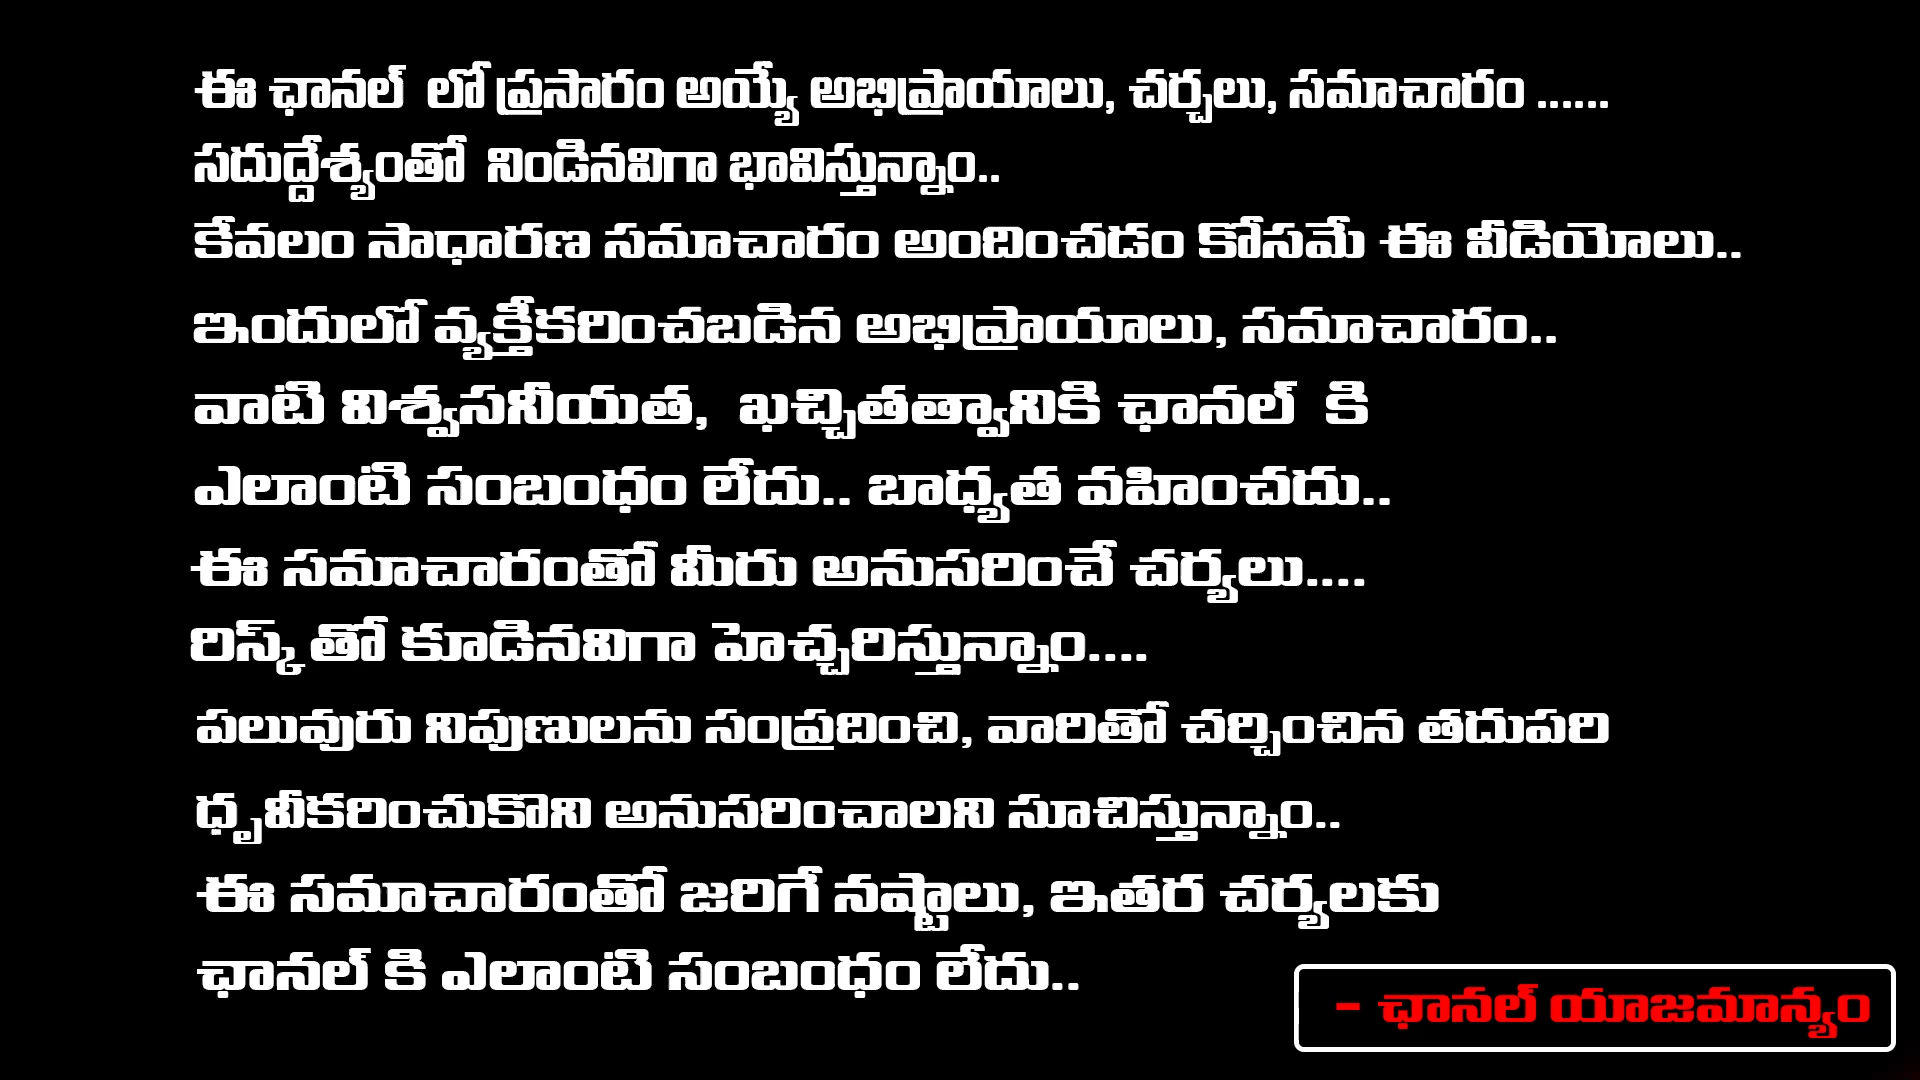 ఈ ఛానల్ లో ప్రసారం అయ్యే అభిప్రాయాలు, చర్చలు, సమాచారం ......
సదుద్దేశ్యంతో నిండినవిగా భావిస్తున్నాం..
కేవలం సాధారణ సమాచారం అందించడం కోసమే ఈ వీడియోలు..
ఇందులో వ్యక్తీకరించబడిన అభిప్రాయాలు, సమాచారం..
వాటి విశ్వసనీయత, ఖచ్చితత్వానికి ఛానల్ కి
ఎలాంటి సంబంధం లేదు.. బాధ్యత వహించదు..
ఈ సమాచారంతో మీరు అనుసరించే చర్యలు....
రిస్క్ తో కూడినవిగా హెచ్చరిస్తున్నాం....
పలువురు నిపుణులను సంప్రదించి, వారితో చర్చించిన తదుపరి
ధృవీకరించుకొని అనుసరించాలని సూచిస్తున్నాం..
ఈ సమాచారంతో జరిగే నష్టాలు, ఇతర చర్యలకు
ఛానల్ కి ఎలాంటి సంబంధం లేదు..
- ఛానల్ యాజమాన్యం